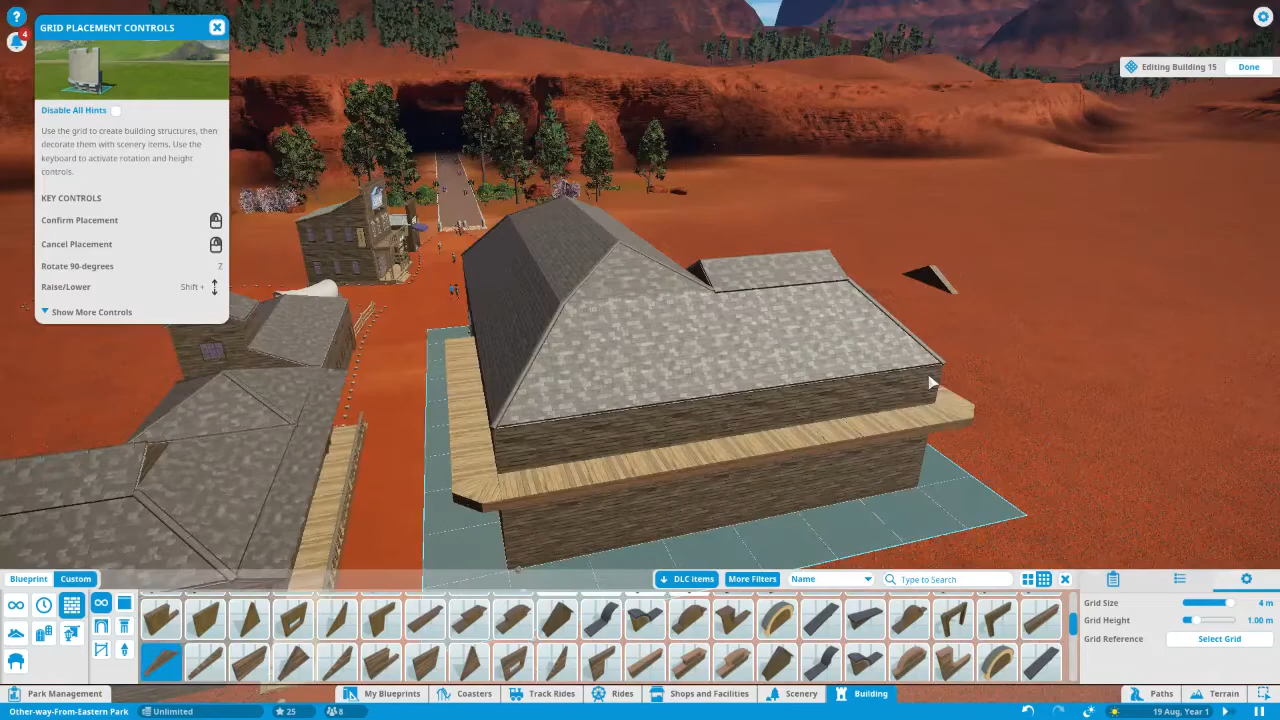 ?
4
GRID PLACEMENT CONTROLS
Disable All Hints
Use the grid to create building structures, then
decorate them with scenery items. Use the
keyboard to activate rotation and height
controls.
KEY CONTROLS
Confirm Placement
Cancel Placement
Rotate 90-degrees Z
Raise/Lower Shift +
Show More Controls
Editing Building 15 Done
Blueprint Custom
DLC items More Filters Name Type to Search
Grid Size 4 m
Grid Height 1.00 m
Grid Reference Select Grid
Park Management My Blueprints Coasters Track Rides Rides Shops and Facilities Scenery Building Paths Terrain
Other-way-From-Eastern Park Unlimited 25 8 19 Aug, Year 1